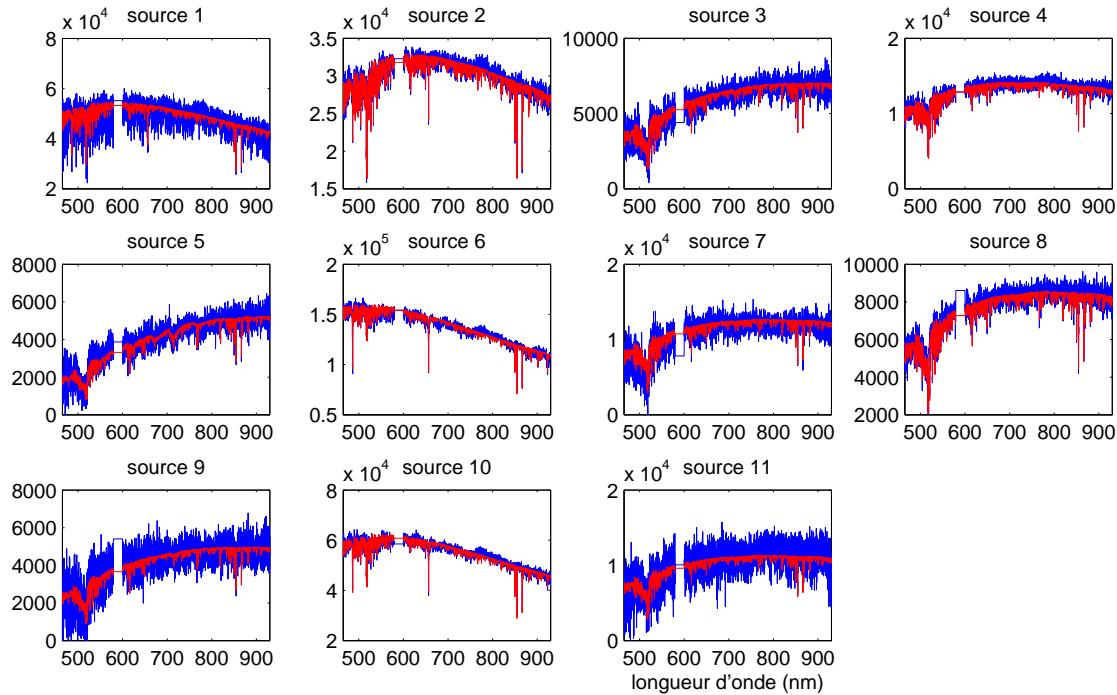 source 1
x 10^4
8
6
4
2
500 600 700 800 900
source 2
x 10^4
3.5
3
2.5
2
1.5
500 600 700 800 900
source 3
10000
5000
0
500 600 700 800 900
source 4
x 10^4
2
1
0
500 600 700 800 900
source 5
8000
6000
4000
2000
0
500 600 700 800 900
source 6
x 10^5
2
1.5
1
0.5
500 600 700 800 900
source 7
x 10^4
2
1
0
500 600 700 800 900
source 8
10000
8000
6000
4000
2000
500 600 700 800 900
source 9
8000
6000
4000
2000
0
500 600 700 800 900
source 10
x 10^4
8
6
4
2
500 600 700 800 900
source 11
x 10^4
2
1
0
500 600 700 800 900
longueur d'onde (nm)